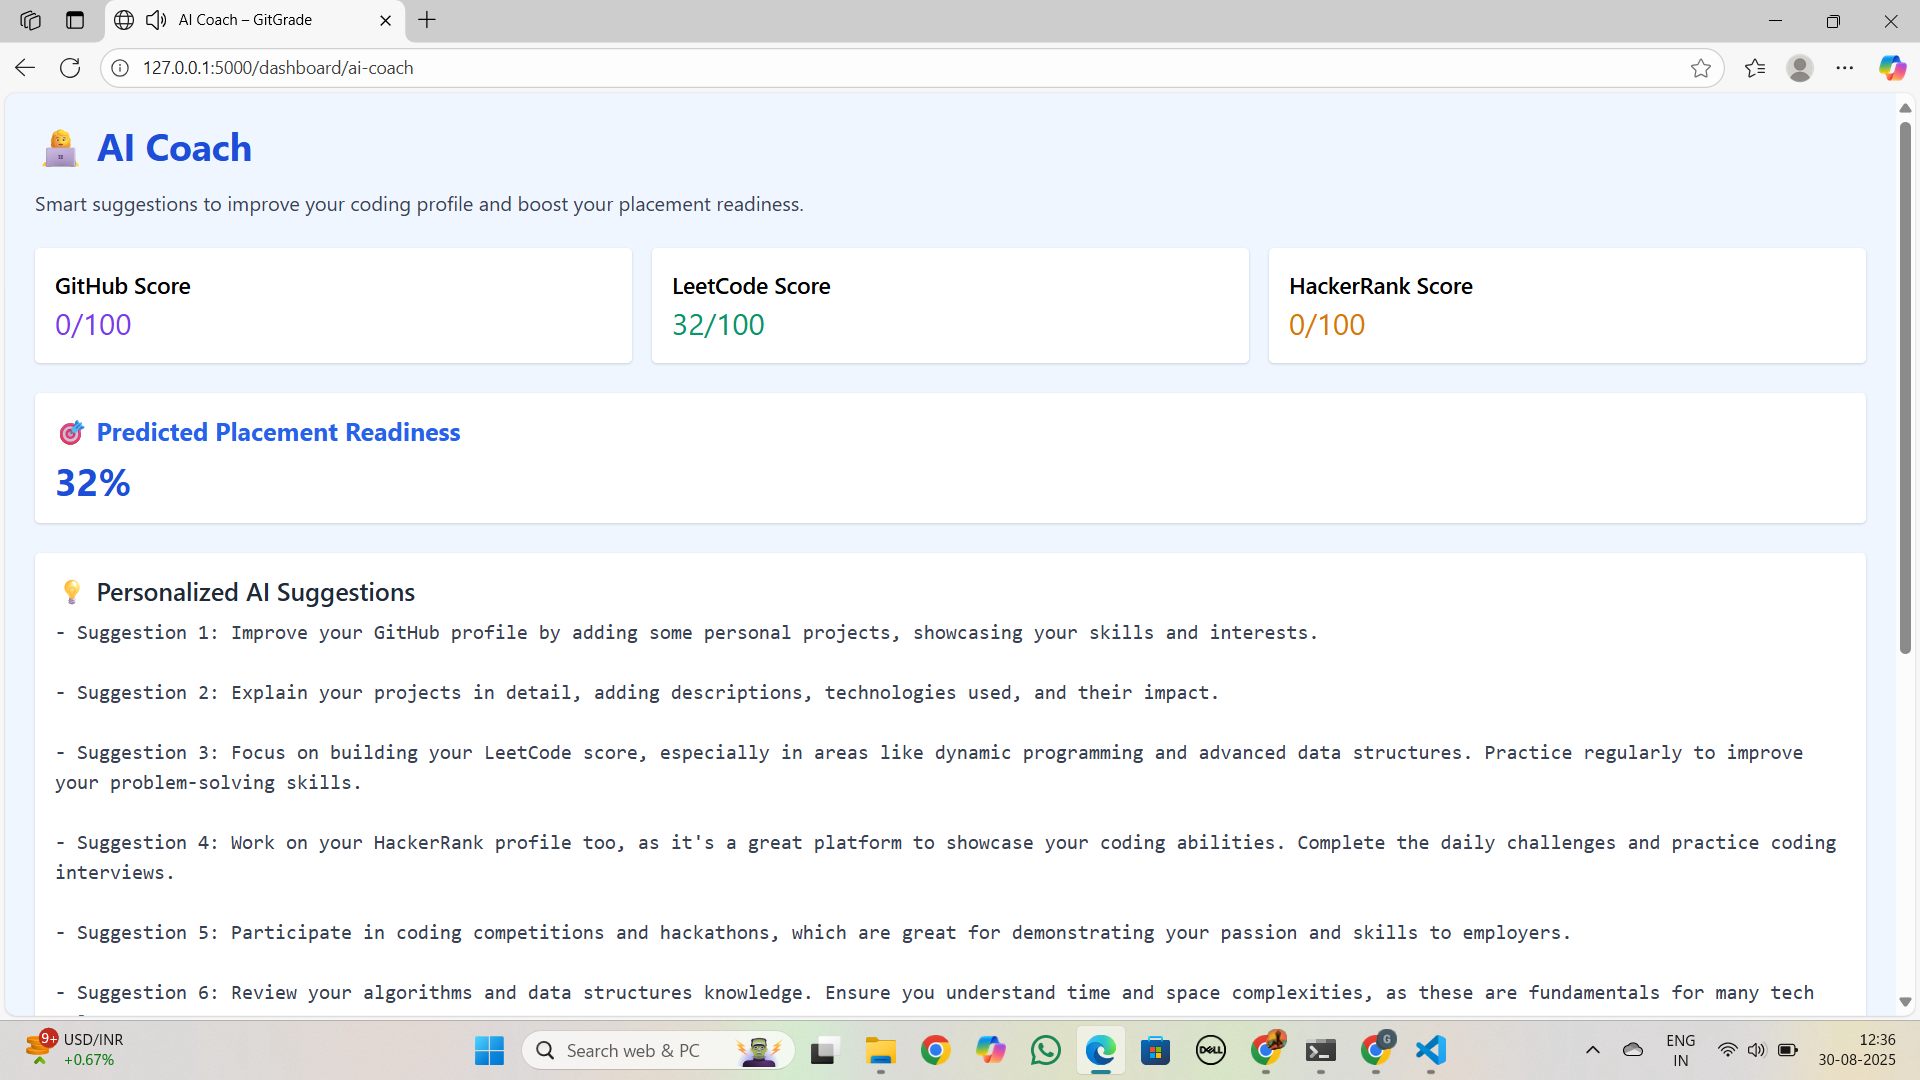 AI Coach – GitGrade
127.0.0.1:5000/dashboard/ai-coach
AI Coach
Smart suggestions to improve your coding profile and boost your placement readiness.
GitHub Score
0/100
LeetCode Score
32/100
HackerRank Score
0/100
Predicted Placement Readiness
32%
Personalized AI Suggestions
- Suggestion 1: Improve your GitHub profile by adding some personal projects, showcasing your skills and interests.
- Suggestion 2: Explain your projects in detail, adding descriptions, technologies used, and their impact.
- Suggestion 3: Focus on building your LeetCode score, especially in areas like dynamic programming and advanced data structures. Practice regularly to improve
your problem-solving skills.
- Suggestion 4: Work on your HackerRank profile too, as it's a great platform to showcase your coding abilities. Complete the daily challenges and practice coding
interviews.
- Suggestion 5: Participate in coding competitions and hackathons, which are great for demonstrating your passion and skills to employers.
- Suggestion 6: Review your algorithms and data structures knowledge. Ensure you understand time and space complexities, as these are fundamentals for many tech
9+
USD/INR
+0.67%
Search web & PC
DELL
G
ENG
IN
12:36
30-08-2025